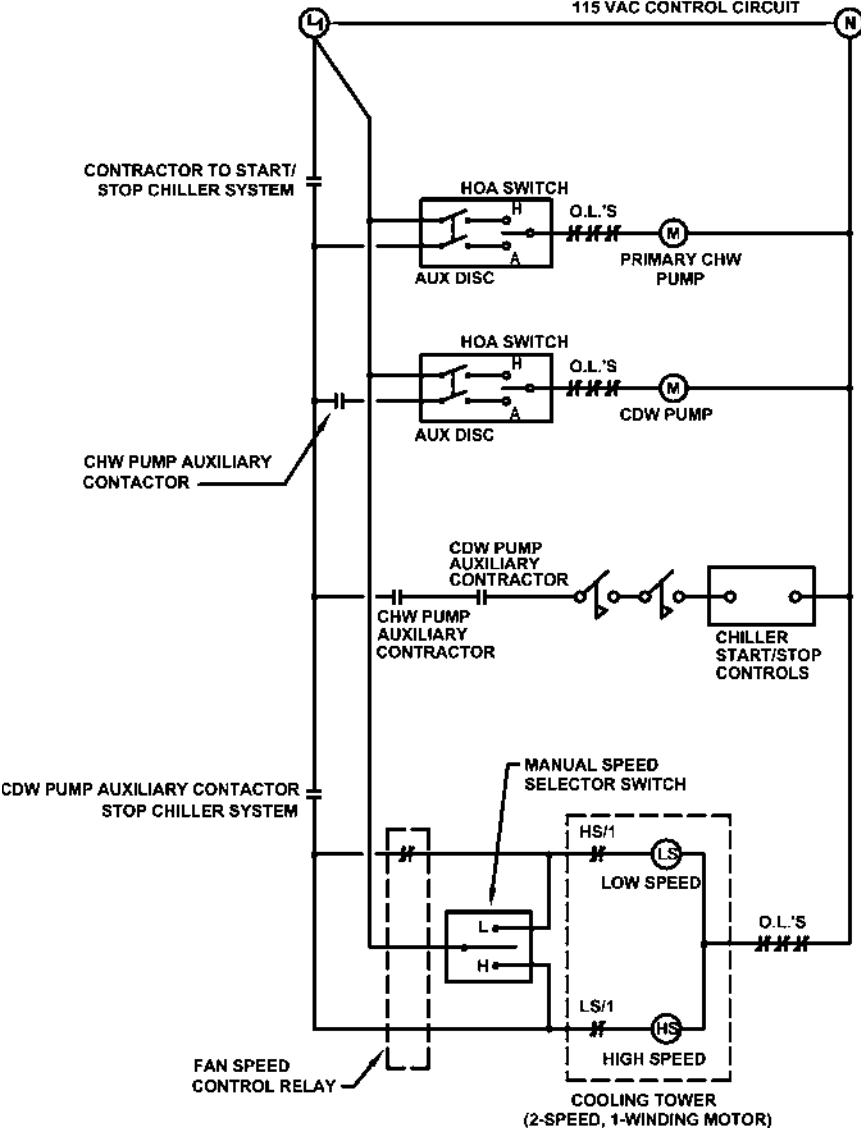 115 VAC CONTROL CIRCUIT
L1
N
CONTRACTOR TO START/
STOP CHILLER SYSTEM
HOA SWITCH
H
A
AUX DISC
O.L.'S
M
PRIMARY CHW
PUMP
HOA SWITCH
H
A
AUX DISC
O.L.'S
M
CDW PUMP
CHW PUMP AUXILIARY
CONTACTOR
CDW PUMP
AUXILIARY
CONTRACTOR
CHW PUMP
AUXILIARY
CONTRACTOR
CHILLER
START/STOP
CONTROLS
CDW PUMP AUXILIARY CONTACTOR
STOP CHILLER SYSTEM
MANUAL SPEED
SELECTOR SWITCH
HS/1
LS
LOW SPEED
L
H
O.L.'S
LS/1
HS
HIGH SPEED
FAN SPEED
CONTROL RELAY
COOLING TOWER
(2-SPEED, 1-WINDING MOTOR)